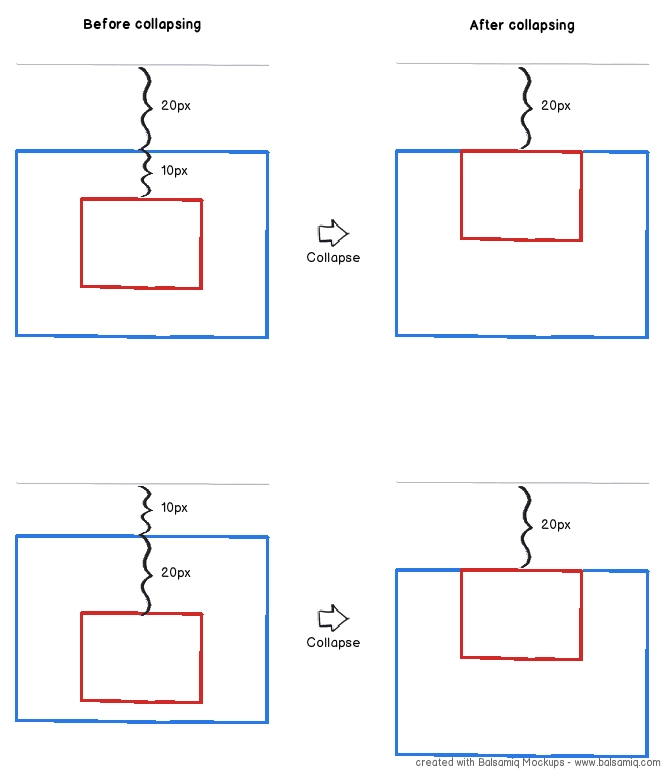 Before collapsing
After collapsing
20px
20px
10px
Collapse
10px
20px
20px
Collapse
created with Balsamiq Mockups - www.balsamiq.com